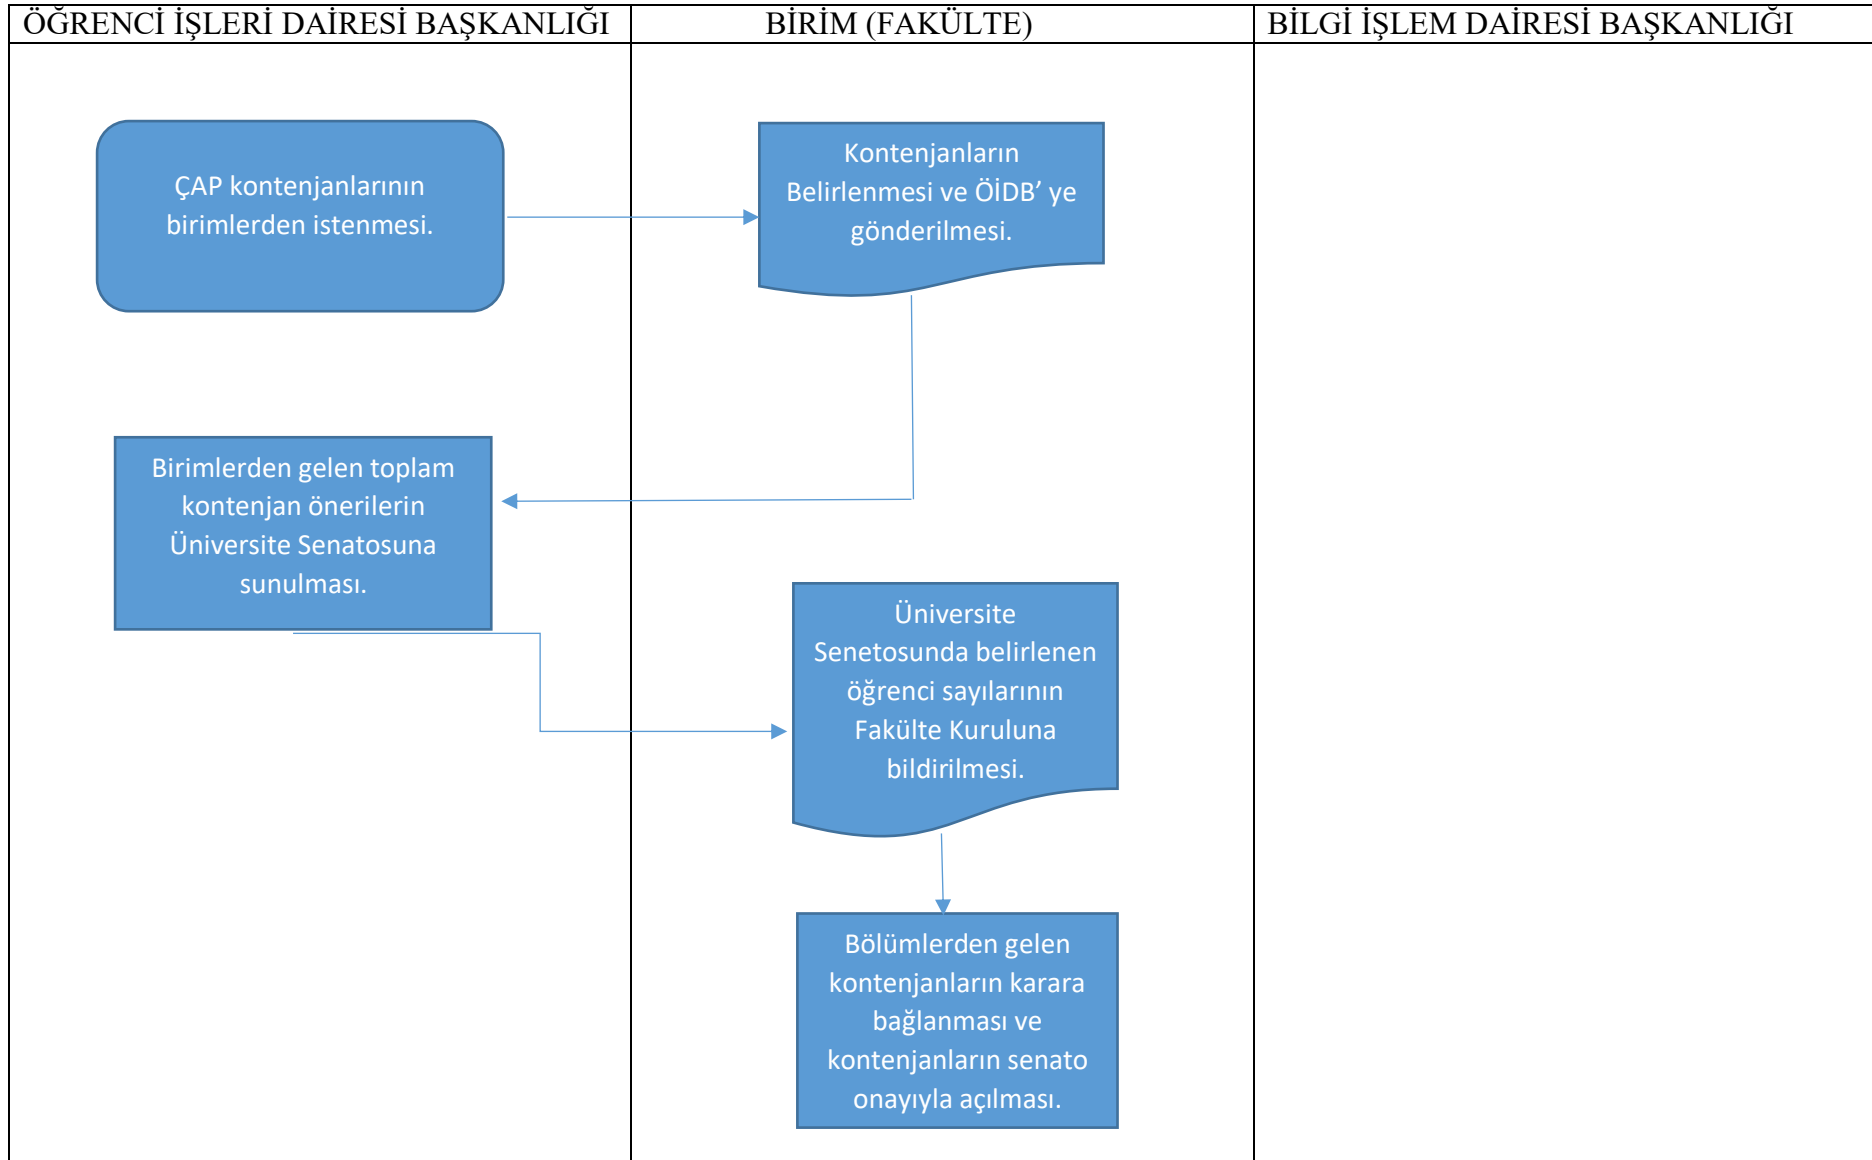 ÖĞRENCİ İŞLERİ DAİRESİ BAŞKANLIĞI
BİRİM (FAKÜLTE)
BİLGİ İŞLEM DAİRESİ BAŞKANLIĞI
ÇAP kontenjanlarının
birimlerden istenmesi.
Kontenjanların
Belirlenmesi ve ÖİDB’ ye
gönderilmesi.
Birimlerden gelen toplam
kontenjan önerilerin
Üniversite Senatosuna
sunulması.
Üniversite
Senetosunda belirlenen
öğrenci sayılarının
Fakülte Kuruluna
bildirilmesi.
Bölümlerden gelen
kontenjanların karara
bağlanması ve
kontenjanların senato
onayıyla açılması.